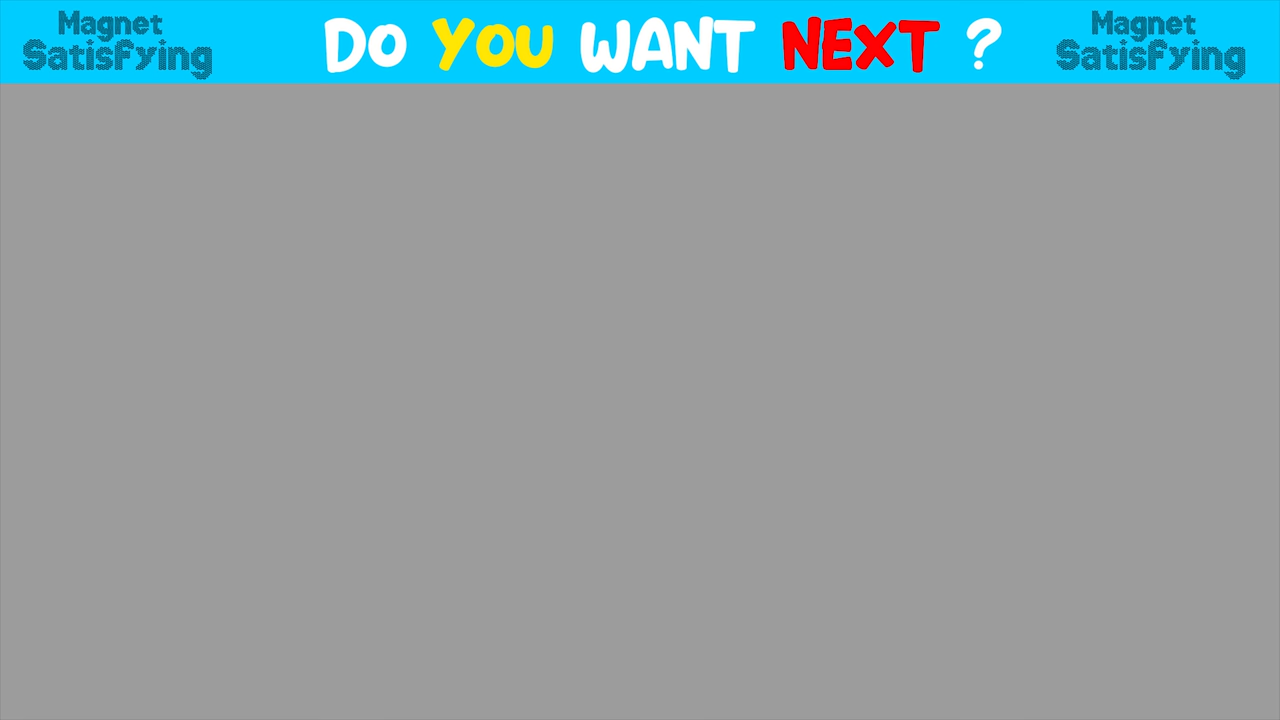 Magnet
Satisfying
DO YOU WANT NEXT ?
Magnet
Satisfying